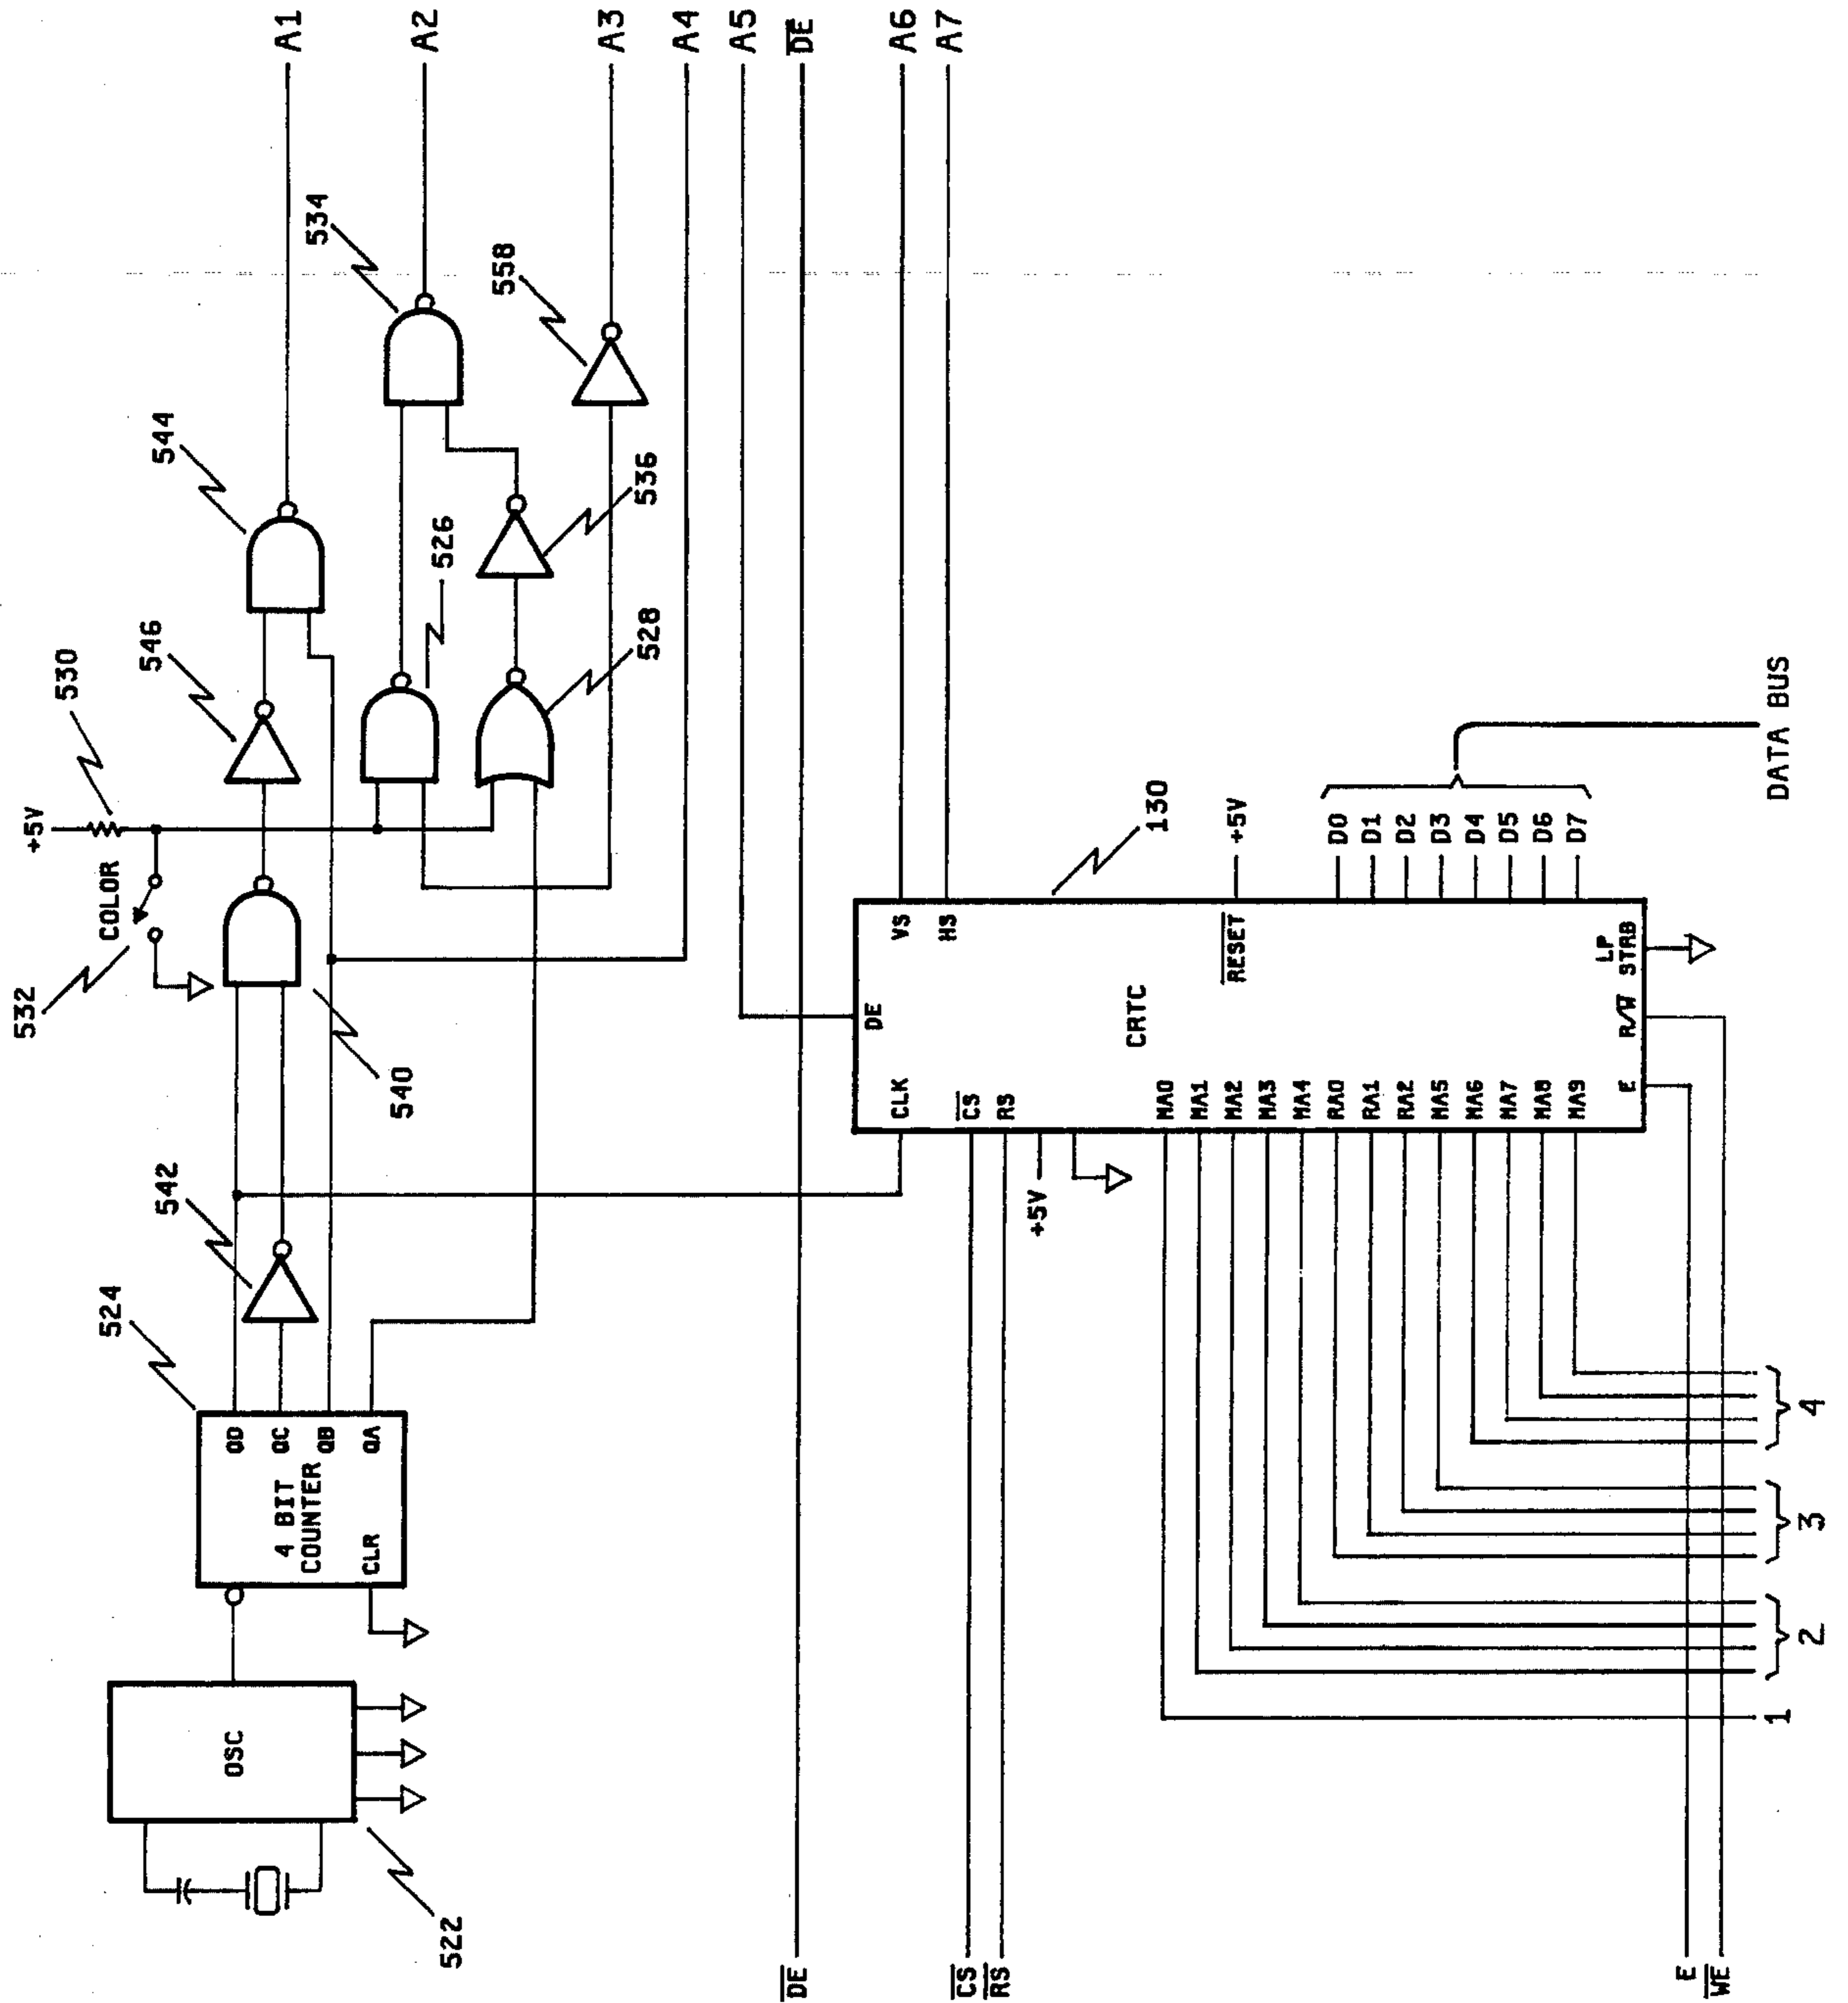 A1
A2
A3
A4
A5
DE
A6
A7
534
558
544
536
526
546
530
528
+5V
COLOR
532
540
542
524
QD
QC
QB
QA
4 BIT
COUNTER
CLR
OSC
522
130
+5V
D0
D1
D2
D3
D4
D5
D6
D7
DATA BUS
VS
HS
RESET
LP
STRB
DE
CRTC
R/W
CLK
CS
RS
MA0
MA1
MA2
MA3
MA4
RA0
RA1
RA2
MA5
MA6
MA7
MA8
MA9
E
+5V
1
2
3
4
DE
CS
RS
E
WE